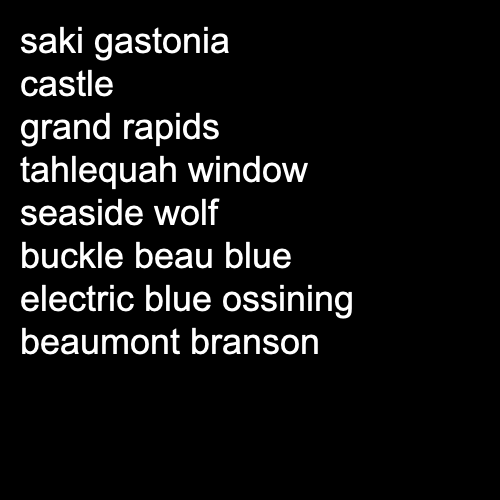 saki gastonia
castle
grand rapids
tahlequah window
seaside wolf
buckle beau blue
electric blue ossining
beaumont branson